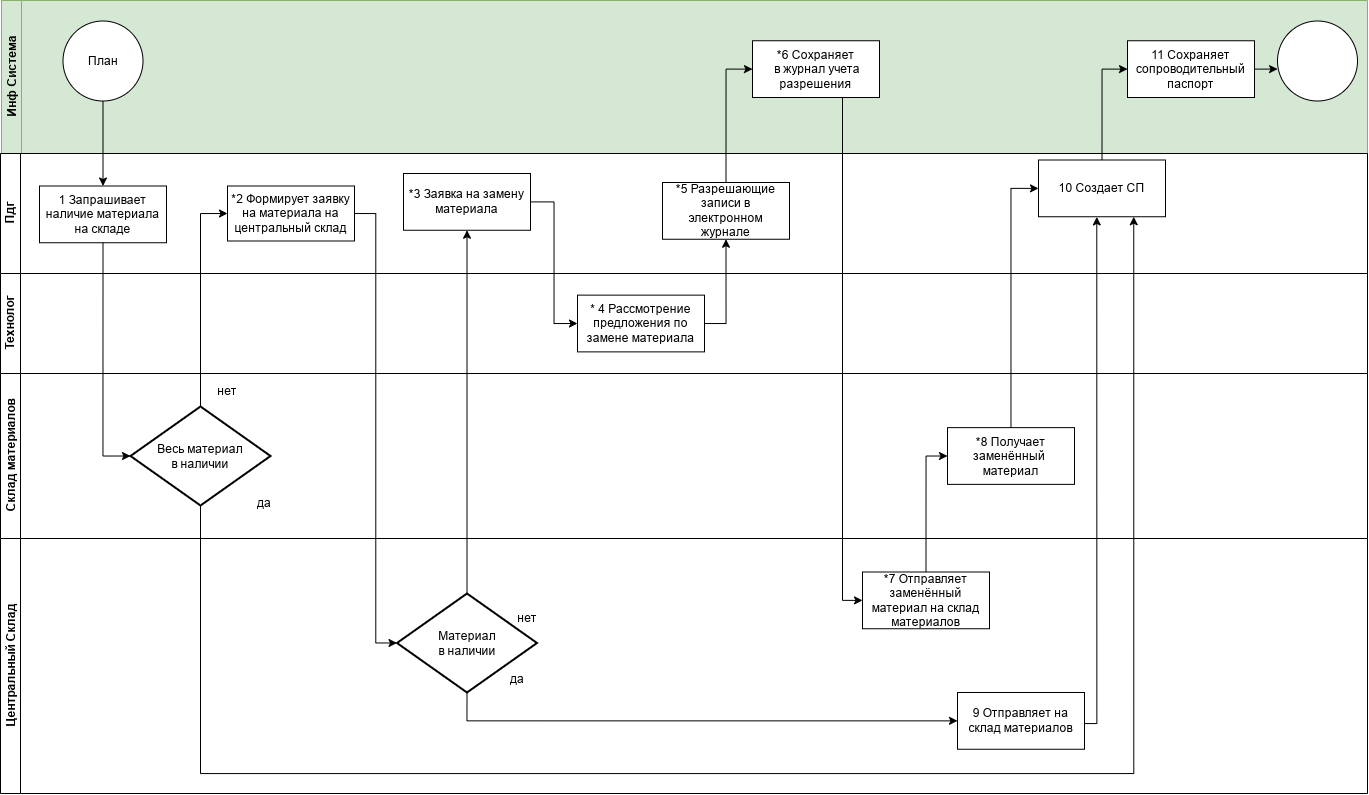 Инф Система
План
*6 Сохраняет
в журнал учета
разрешения
11 Сохраняет
сопроводительный
паспорт
Пдг
1 Запрашивает
наличие материала
на складе
*2 Формирует заявку
на материала на
центральный склад
*3 Заявка на замену
материала
*5 Разрешающие
записи в
электронном
журнале
10 Создает СП
Технолог
* 4 Рассмотрение
предложения по
замене материала
Склад материалов
нет
Весь материал
в наличии
да
*8 Получает
заменённый
материал
Центральный Склад
*7 Отправляет
заменённый
материал на склад
материалов
нет
Материал
в наличии
да
9 Отправляет на
склад материалов